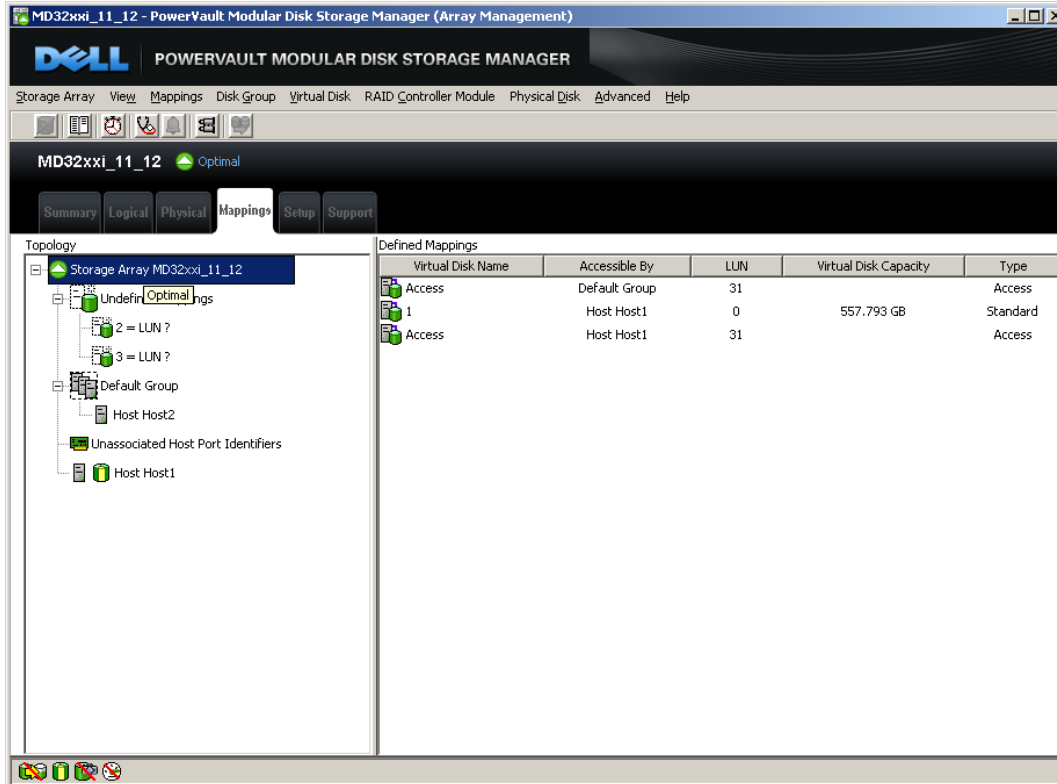 MD32xxi_11_12 - PowerVault Modular Disk Storage Manager (Array Management)
DELL POWERVAULT MODULAR DISK STORAGE MANAGER
Storage Array View Mappings Disk Group Virtual Disk RAID Controller Module Physical Disk Advanced Help
MD32xxi_11_12 Optimal
Summary Logical Physical Mappings Setup Support
Topology
Storage Array MD32xxi_11_12
Optimal
2 = LUN ?
3 = LUN ?
Default Group
Host Host2
Unassociated Host Port Identifiers
Host Host1
Defined Mappings
Virtual Disk Name Accessible By LUN Virtual Disk Capacity Type
Access Default Group 31 Access
1 Host Host1 0 557.793 GB Standard
Access Host Host1 31 Access